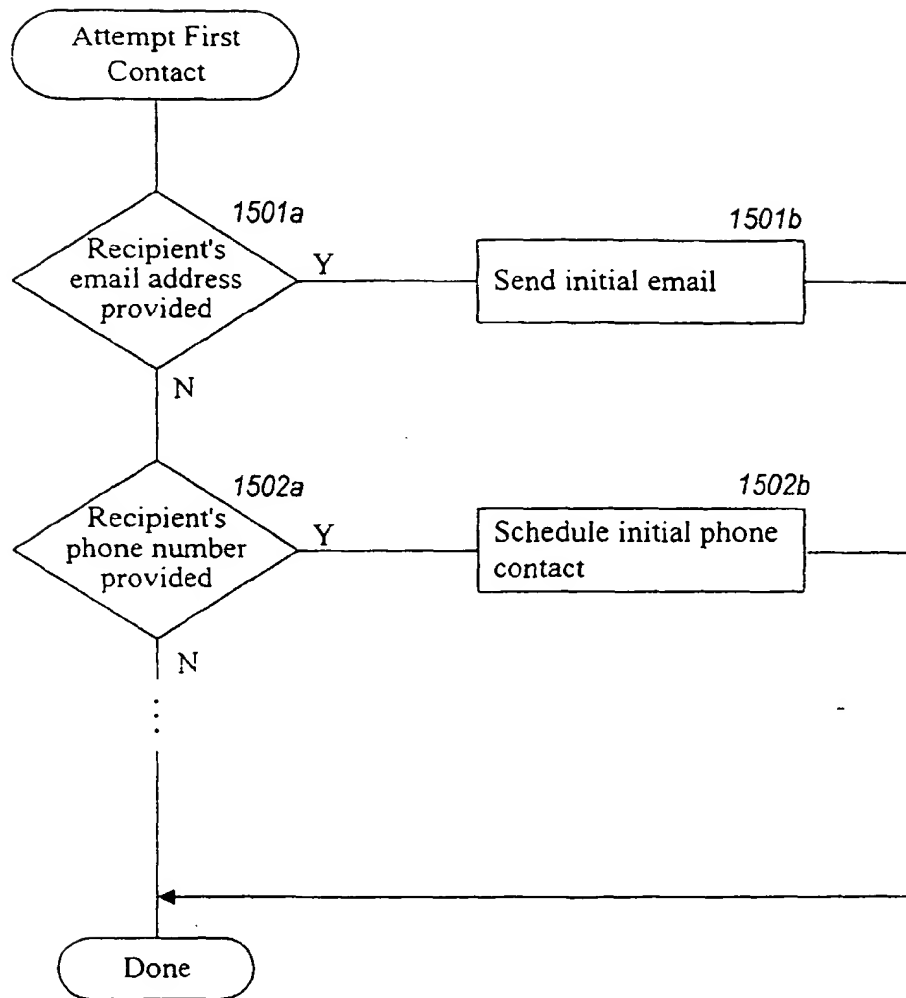 Attempt First
Contact
1501a
Recipient's
email address
provided
Y
1501b
Send initial email
N
1502a
Recipient's
phone number
provided
Y
1502b
Schedule initial phone
contact
N
Done